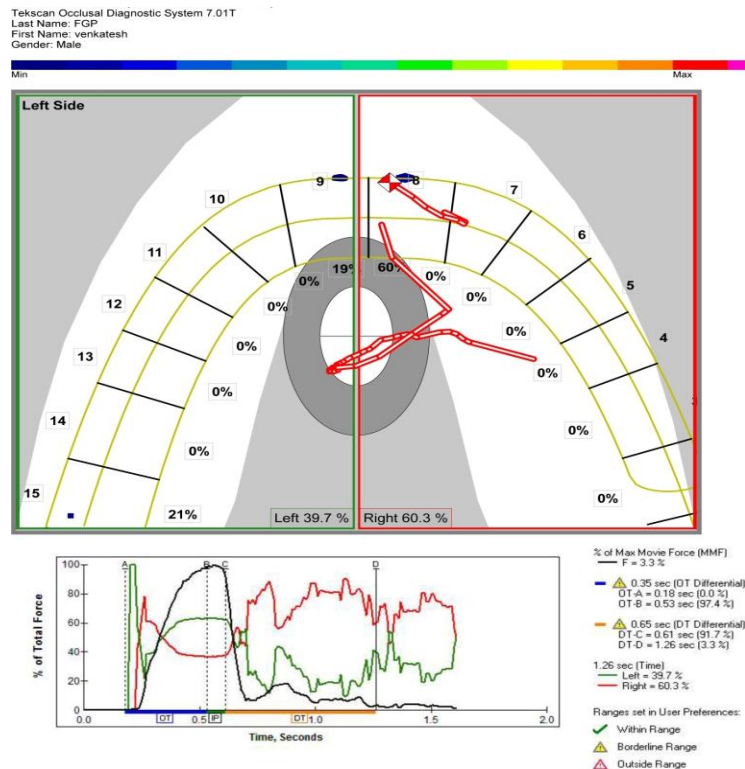 Tekscan Occlusal Diagnostic System 7.01T
Last Name: FGP
First Name: venkatesh
Gender: Male
Min
Max
Left Side
9
8
10
7
11
6
12
5
13
4
14
3
15
19%
60%
0%
0%
0%
0%
0%
0%
0%
0%
0%
0%
0%
0%
21%
Left 39.7 %
Right 60.3 %
% of Total Force
100
80
60
40
20
0
A
B
C
D
OT
IP
DT
0.0
0.5
1.0
1.5
2.0
Time, Seconds
% of Max Movie Force (MMF)
F = 3.3 %
0.35 sec (OT Differential)
OT-A = 0.18 sec (0.0 %)
OT-B = 0.53 sec (97.4 %)
0.65 sec (DT Differential)
DT-C = 0.61 sec (91.7 %)
DT-D = 1.26 sec (3.3 %)
1.26 sec (Time)
Left = 39.7 %
Right = 60.3 %
Ranges set in User Preferences:
Within Range
Borderline Range
Outside Range